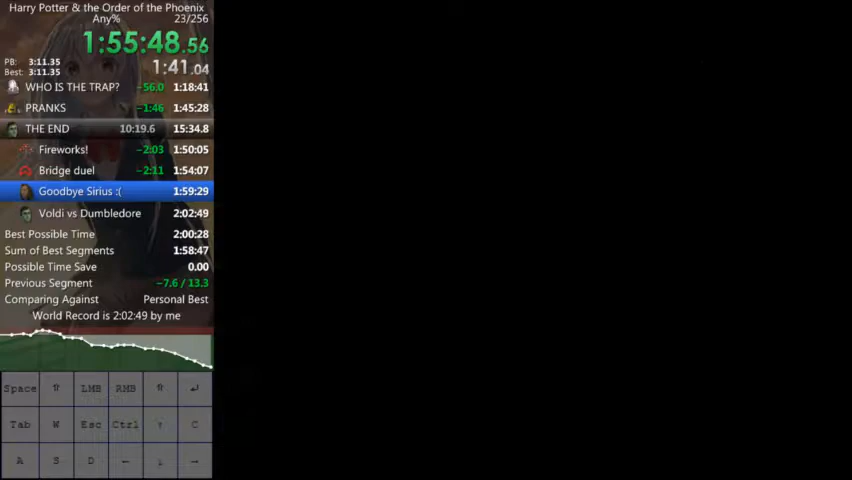 Harry Potter & the Order of the Phoenix
Any% 23/256
1:55:48.56
PB: 3:11.35
Best: 3:11.35
1:41.04
WHO IS THE TRAP? -56.0 1:18:41
PRANKS -1:46 1:45:28
THE END 10:19.6 15:34.8
Fireworks! -2:03 1:50:05
Bridge duel -2:11 1:54:07
Goodbye Sirius :( 1:59:29
Voldi vs Dumbledore 2:02:49
Best Possible Time 2:00:28
Sum of Best Segments 1:58:47
Possible Time Save 0.00
Previous Segment -7.6 / 13.3
Comparing Against Personal Best
World Record is 2:02:49 by me
Space ⇑ LMB RMB ⇑ ↵
Tab W Esc Ctrl ↑ C
A S D ← ↓ →